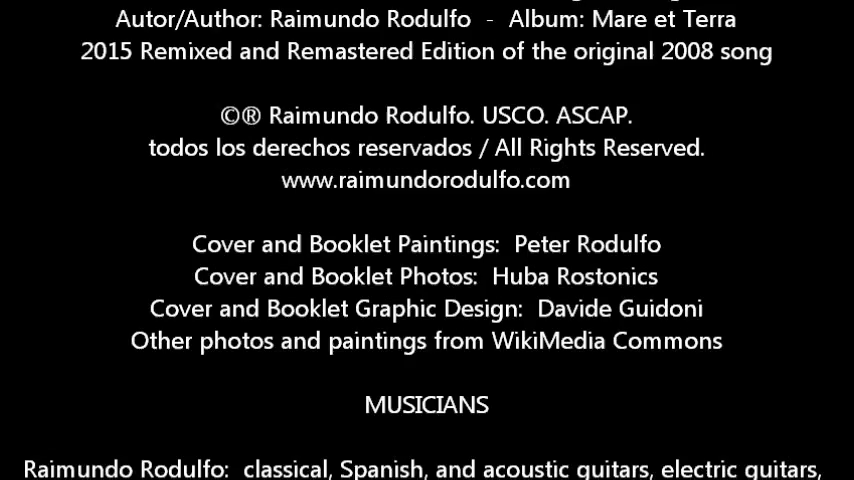 Autor/Author: Raimundo Rodulfo - Album: Mare et Terra
2015 Remixed and Remastered Edition of the original 2008 song
©® Raimundo Rodulfo. USCO. ASCAP.
todos los derechos reservados / All Rights Reserved.
www.raimundorodulfo.com
Cover and Booklet Paintings: Peter Rodulfo
Cover and Booklet Photos: Huba Rostonics
Cover and Booklet Graphic Design: Davide Guidoni
Other photos and paintings from WikiMedia Commons
MUSICIANS
Raimundo Rodulfo: classical, Spanish, and acoustic guitars, electric guitars,